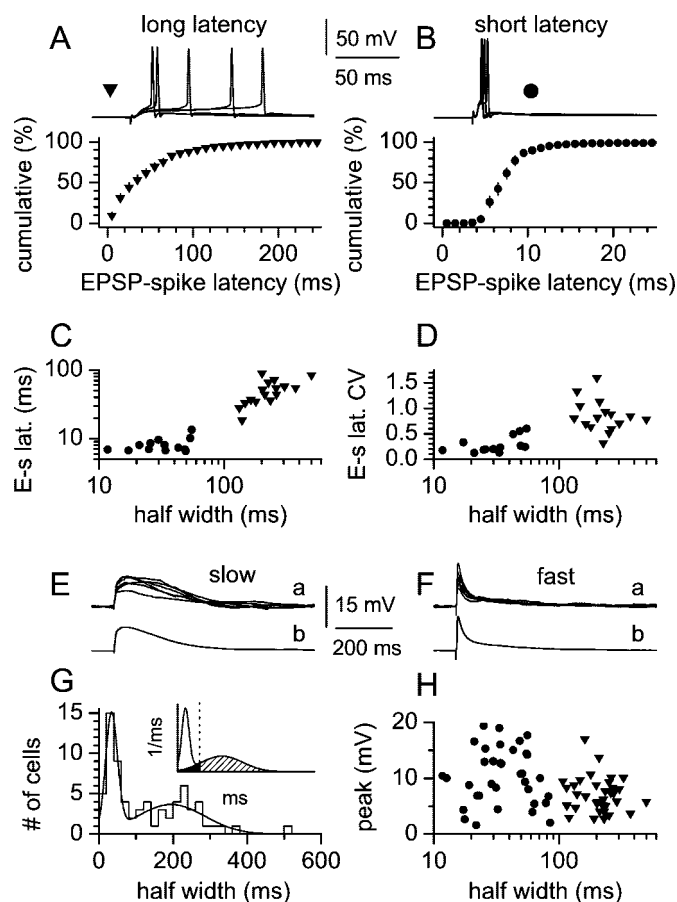 A
long latency
50 mV
50 ms
B
short latency
cumulative (%)
100
50
0
0
100
200
EPSP-spike latency (ms)
cumulative (%)
100
50
0
0
10
20
EPSP-spike latency (ms)
C
E-s lat. (ms)
100
10
10
100
half width (ms)
D
E-s lat. CV
1.5
1.0
0.5
0.0
10
100
half width (ms)
E
slow
a
b
15 mV
200 ms
F
fast
a
b
G
# of cells
15
10
5
0
0
200
400
600
half width (ms)
1/ms
ms
H
peak (mV)
20
10
0
10
100
half width (ms)